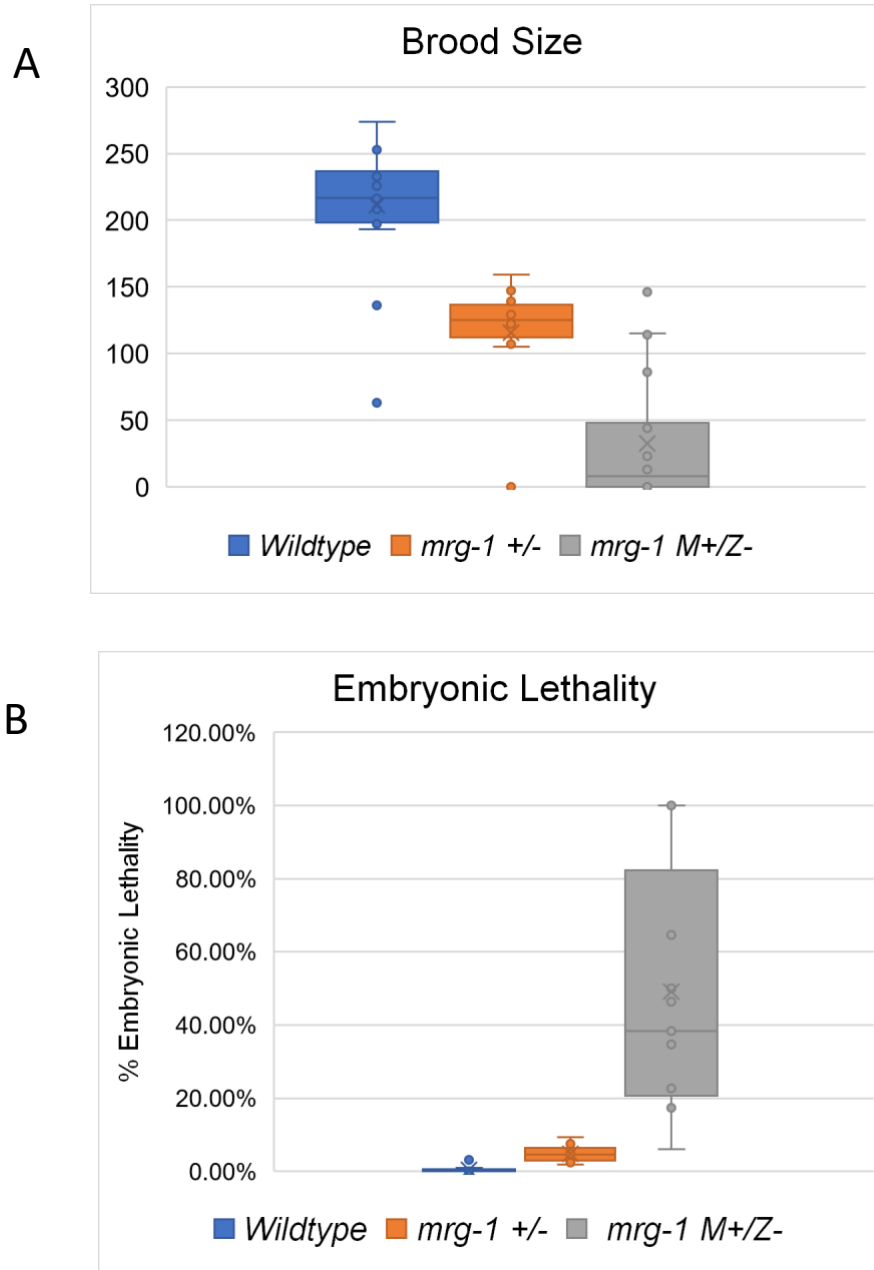 A
Brood Size
300
250
200
150
100
50
0
Wildtype mrg-1 +/- mrg-1 M+/Z-
B
Embryonic Lethality
% Embryonic Lethality
120.00%
100.00%
80.00%
60.00%
40.00%
20.00%
0.00%
Wildtype mrg-1 +/- mrg-1 M+/Z-